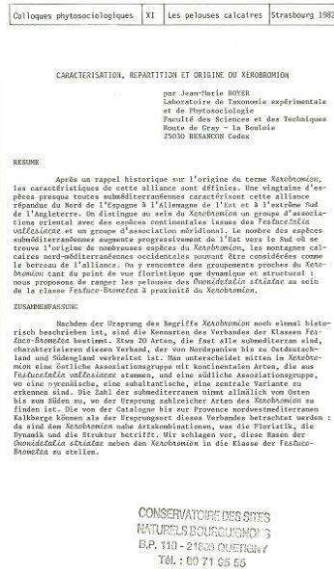 Colloques phytosociologiques XI Les pelouses calcaires Strasbourg 1982
CARACTERISATION, REPARTITION ET ORIGINE DU XEROBROMION
par Jean-Marie ROYER
Laboratoire de Taxonomie expérimentale
et de Phytosociologie
Faculté des Sciences et des Techniques
Route de Gray - La Bouloie
25030 BESANCON Cedex
RESUME
Après un rappel historique sur l'origine du terme Xerobromion,
les caractéristiques de cette alliance sont définies. Une vingtaine d'es-
pèces presque toutes subméditerranéennes caractérisent cette alliance
répandue du Nord de l'Espagne à l'Allemagne de l'Est et à l'extrême Sud
de l'Angleterre. On distingue au sein du Xerobromion un groupe d'associa-
tions oriental avec des espèces continentales issues des Festucetalia
vallesiacae et un groupe d'association méridional. Le nombre des espèces
subméditerranéennes augmente progressivement de l'Est vers le Sud où se
trouve l'origine de nombreuses espèces du Xerobromion, les montagnes cal-
caires nord-méditerranéennes occidentales pouvant être considérées comme
le berceau de l'alliance. On y rencontre des groupements proches du Xero-
bromion tant du point de vue floristique que dynamique et structural :
nous proposons de ranger les pelouses des Ononidetalia striatae au sein
de la classe Festuco-Brometea à proximité du Xerobromion.
ZUSAMMENFASSUNG
Nachdem der Ursprung des Begriffs Xerobromion noch einmal histo-
risch beschrieben ist, sind die Kennarten des Verbandes der Klassen Fes-
tuco-Brometea bestimmt. Etwa 20 Arten, die fast alle submediterran sind,
charakterisieren diesen Verband, der von Nordspanien bis zu Ostdeutsch-
land und Südengland verbreitet ist. Man unterscheidet mitten in Xerobro-
mion eine östliche Assoziationsgruppe mit kontinentalen Arten, die aus
Festucetalia vallesiacae stammen, und eine südliche Assoziationsgruppe,
wo eine pyrenäische, eine subatlantische, eine zentrale Variante zu
erkennen sind. Die Zahl der submediterranen nimmt allmälich vom Osten
bis zum Süden zu, wo der Ursprung zahlreicher Arten des Xerobromion zu
finden ist. Die von der Catalogne bis zur Provence nordwestmediterranen
Kalkberge können als der Ursprungsort dieses Verbandes betrachtet werden :
da sind dem Xerobromion nahe Artskombinationen, was die Floristik, die
Dynamik und die Struktur betrifft. Wir schlagen vor, diese Rasen der
Ononidetalia striatae neben den Xerobromion in die Klasse der Festuco-
Brometea zu stellen.
CONSERVATOIRE DES SITES
NATURELS BOURGUIGNONS
B.P. 110 - 21803 QUETIGNY
Tél. : 80 71 95 55